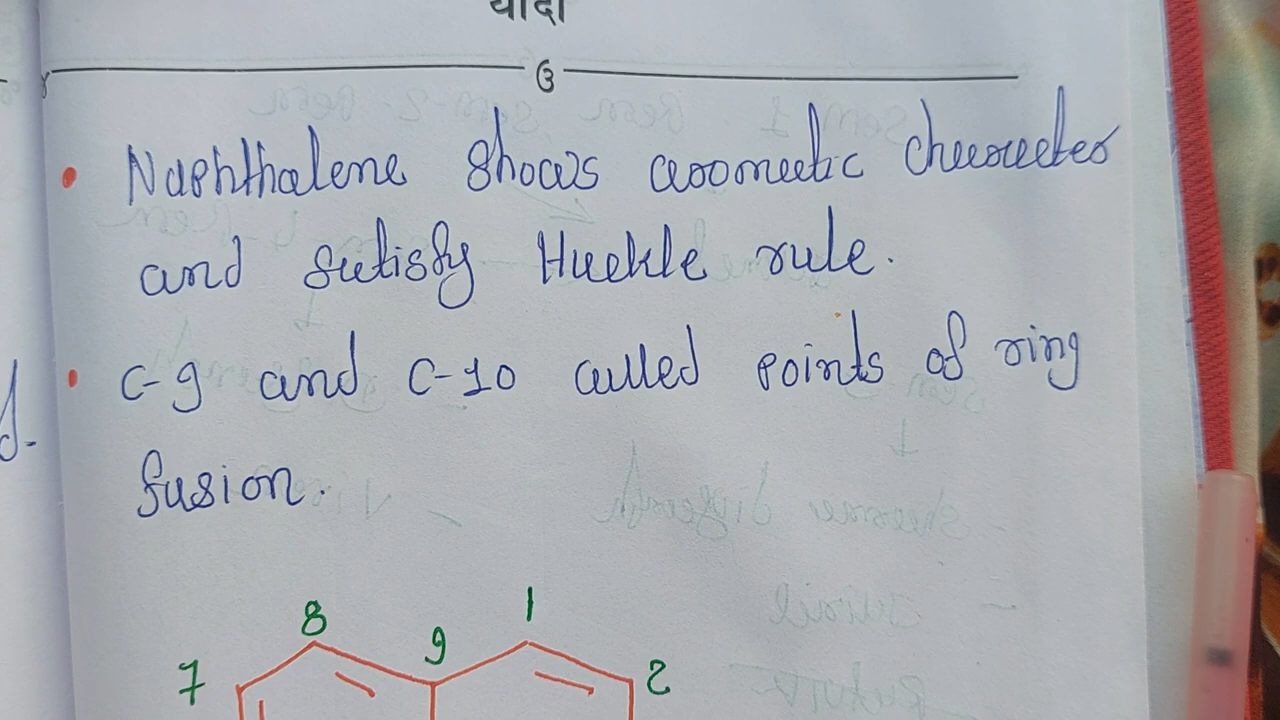 यादी
ૐ
• Naphthalene shows aromatic character
and satisfy Huckle rule.
• C-9 and C-10 called points of ring
fusion.
8 1
7 9 2